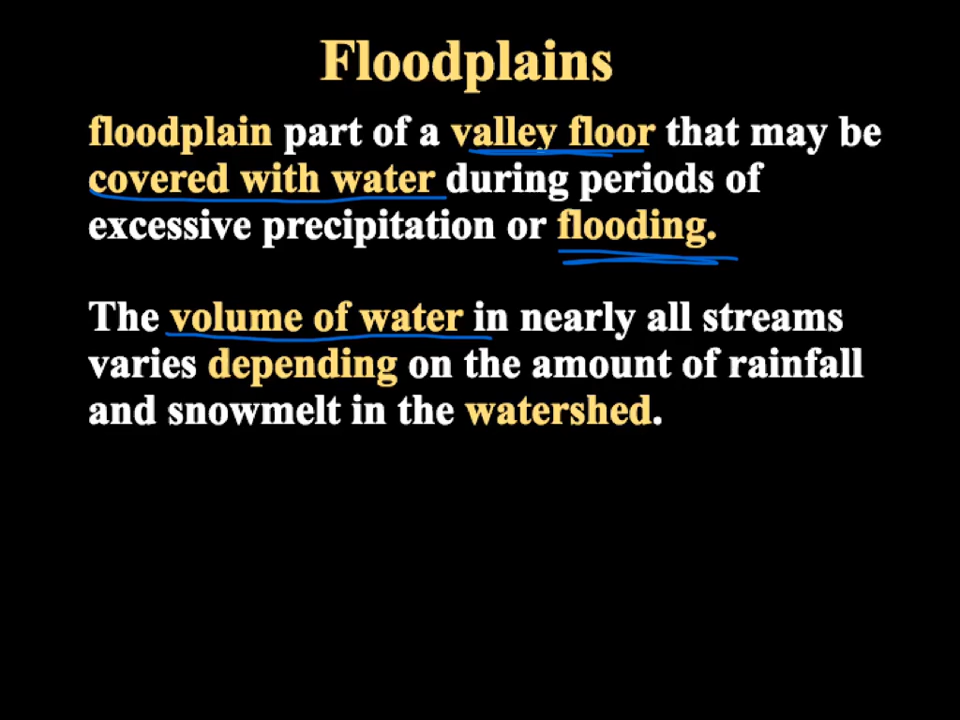 Floodplains
floodplain part of a valley floor that may be
covered with water during periods of
excessive precipitation or flooding.
The volume of water in nearly all streams
varies depending on the amount of rainfall
and snowmelt in the watershed.